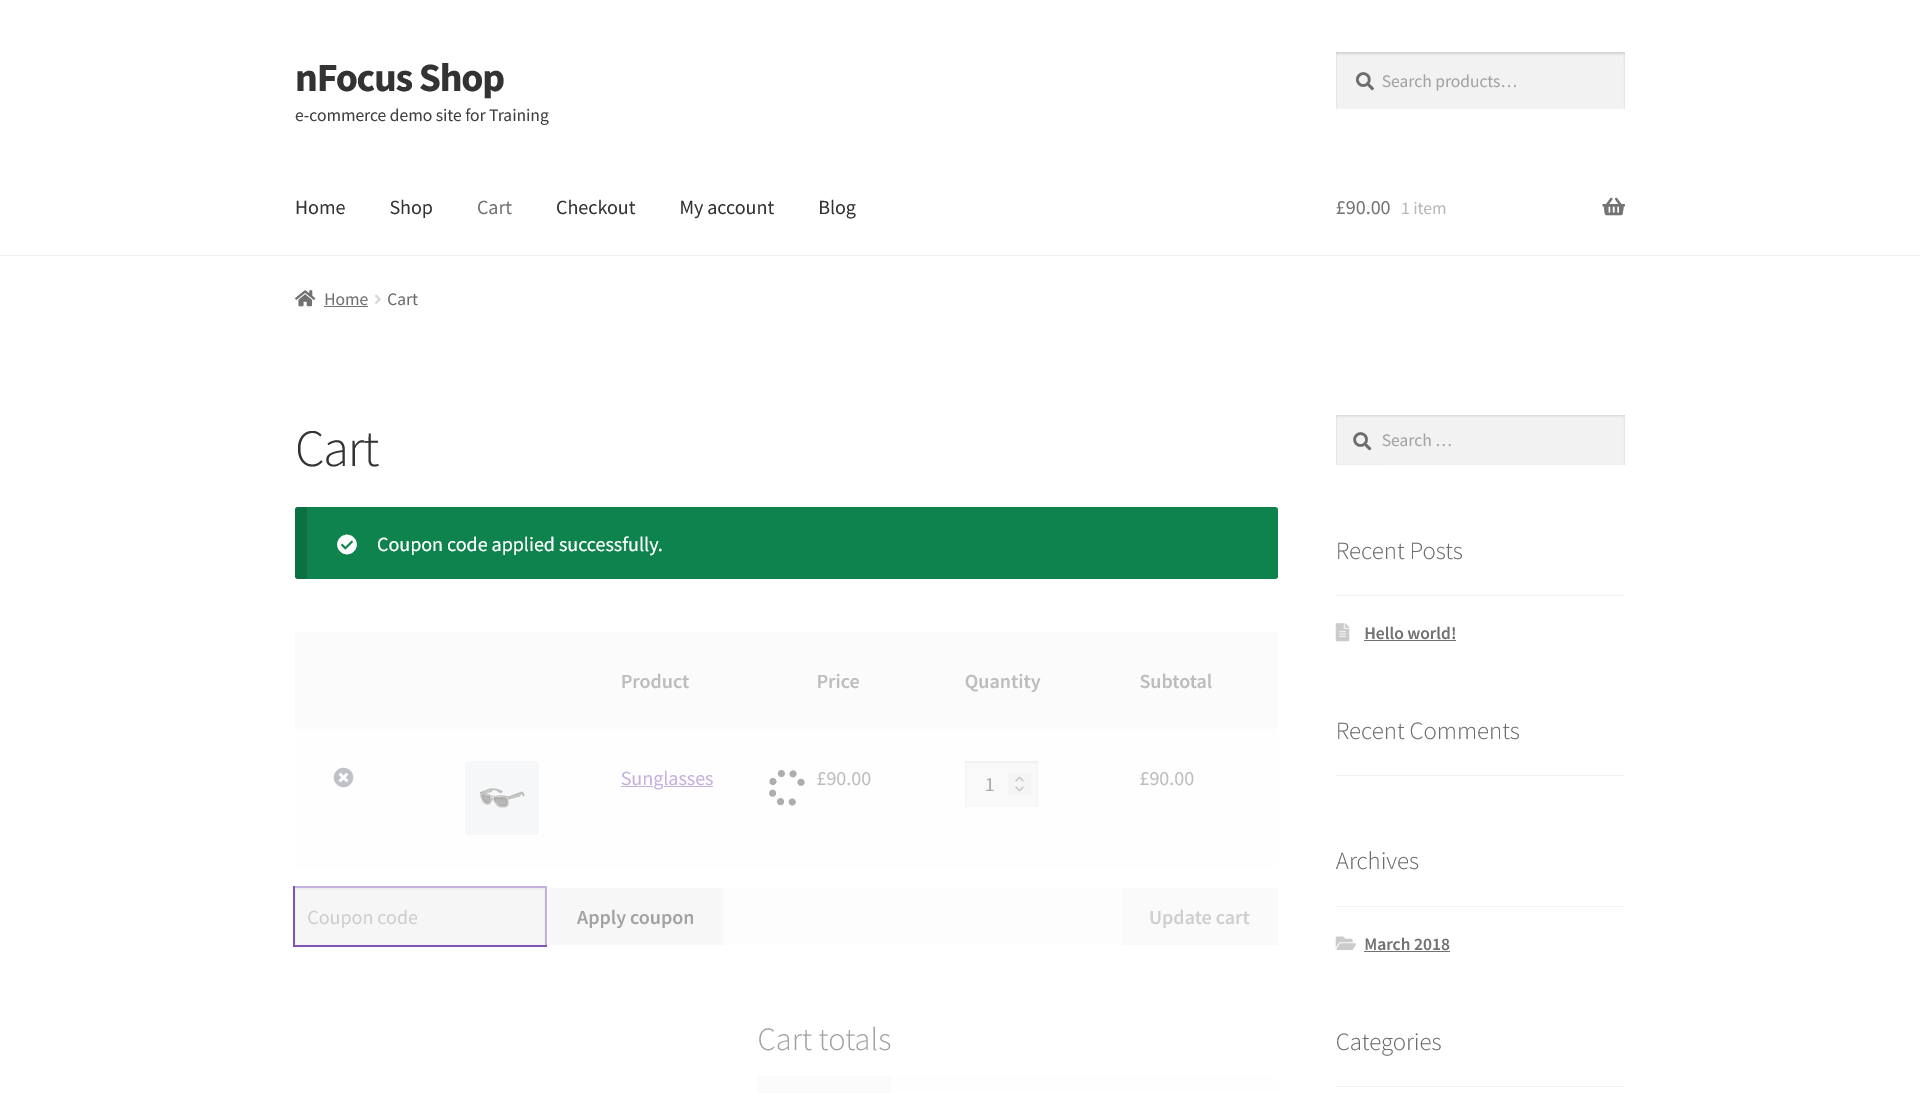 nFocus Shop
e-commerce demo site for Training
Search products…
Home Shop Cart Checkout My account Blog
£90.00 1 item
Home Cart
Cart
Coupon code applied successfully.
Product Price Quantity Subtotal
Sunglasses £90.00 1 £90.00
Coupon code Apply coupon Update cart
Cart totals
Search …
Recent Posts
Hello world!
Recent Comments
Archives
March 2018
Categories